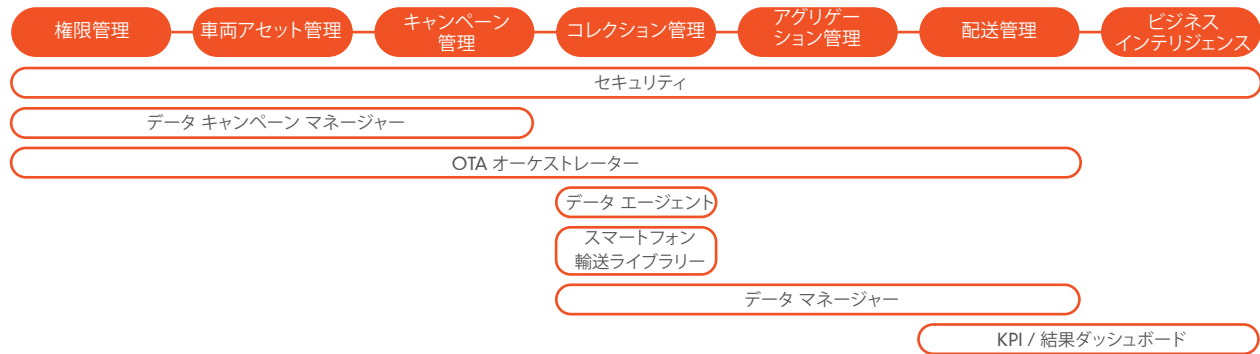 権限管理
車両アセット管理
キャンペーン
管理
コレクション管理
アグリゲー
ション管理
配送管理
ビジネス
インテリジェンス
セキュリティ
データ キャンペーン マネージャー
OTA オーケストレーター
データ エージェント
スマートフォン
輸送ライブラリー
データ マネージャー
KPI / 結果ダッシュボード